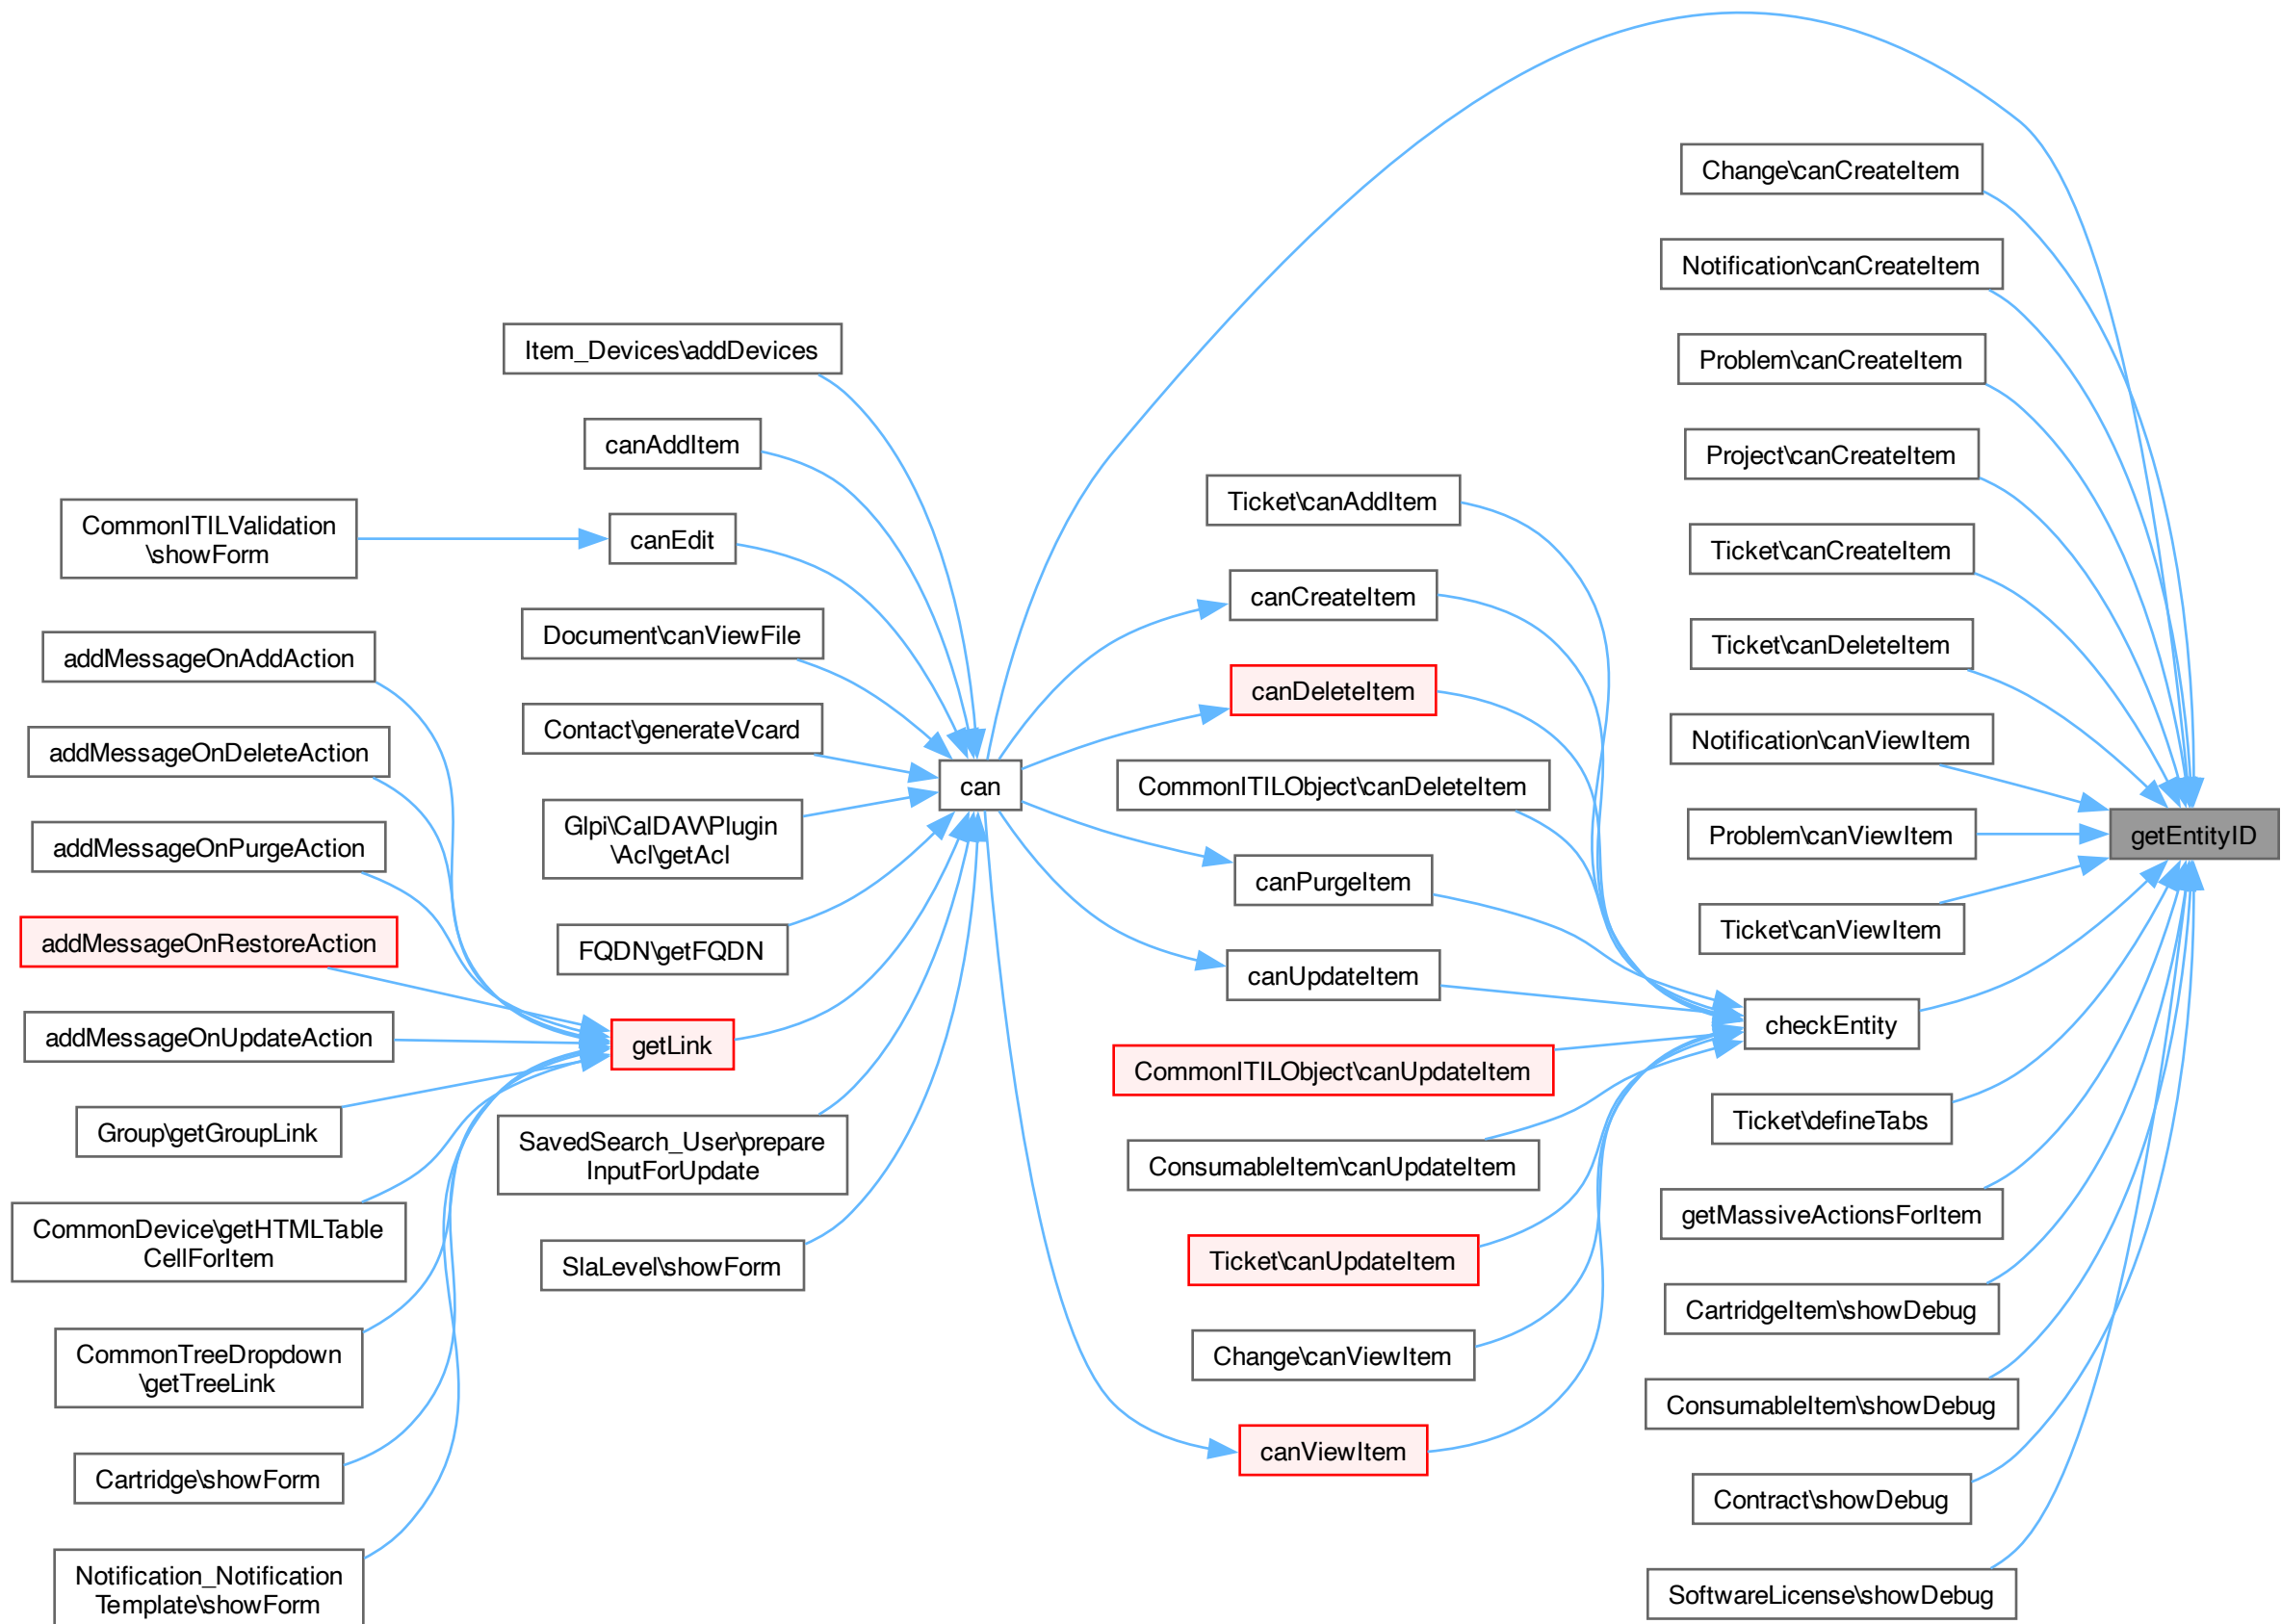 Item_Devices\addDevices
canAddItem
CommonITILValidation
\showForm
canEdit
Document\canViewFile
addMessageOnAddAction
addMessageOnDeleteAction
Contact\generateVcard
Glpi\CalDAV\Plugin
\Acl\getAcl
addMessageOnPurgeAction
addMessageOnRestoreAction
FQDN\getFQDN
addMessageOnUpdateAction
getLink
Group\getGroupLink
SavedSearch_User\prepare
InputForUpdate
CommonDevice\getHTMLTable
CellForItem
SlaLevel\showForm
CommonTreeDropdown
\getTreeLink
Cartridge\showForm
Notification_Notification
Template\showForm
can
Ticket\canAddItem
canCreateItem
canDeleteItem
CommonITILObject\canDeleteItem
canPurgeItem
canUpdateItem
CommonITILObject\canUpdateItem
ConsumableItem\canUpdateItem
Ticket\canUpdateItem
Change\canViewItem
canViewItem
Change\canCreateItem
Notification\canCreateItem
Problem\canCreateItem
Project\canCreateItem
Ticket\canCreateItem
Ticket\canDeleteItem
Notification\canViewItem
Problem\canViewItem
Ticket\canViewItem
checkEntity
Ticket\defineTabs
getMassiveActionsForItem
CartridgeItem\showDebug
ConsumableItem\showDebug
Contract\showDebug
SoftwareLicense\showDebug
getEntityID